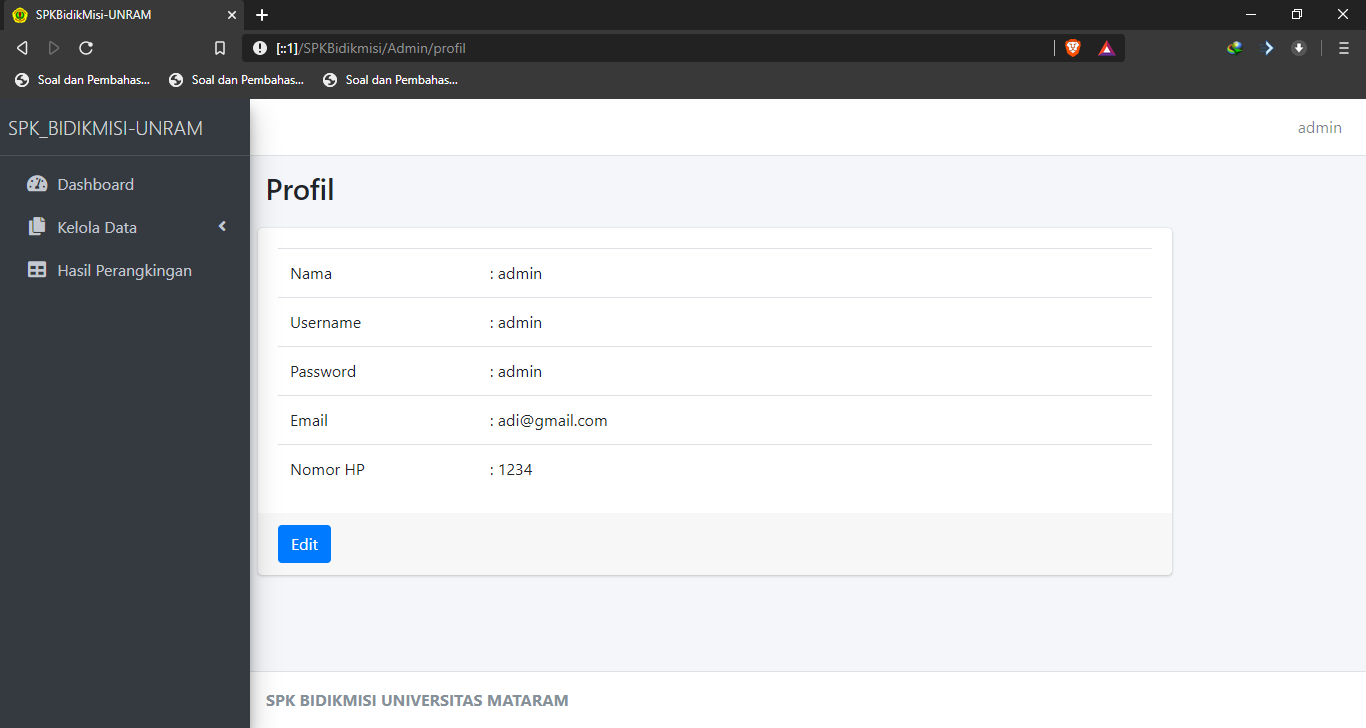 SPKBidikMisi-UNRAM
[::1]/SPKBidikmisi/Admin/profil
Soal dan Pembahas... Soal dan Pembahas... Soal dan Pembahas...
SPK_BIDIKMISI-UNRAM
admin
Dashboard
Kelola Data
Hasil Perangkingan
Profil
Nama : admin
Username : admin
Password : admin
Email : adi@gmail.com
Nomor HP : 1234
Edit
SPK BIDIKMISI UNIVERSITAS MATARAM